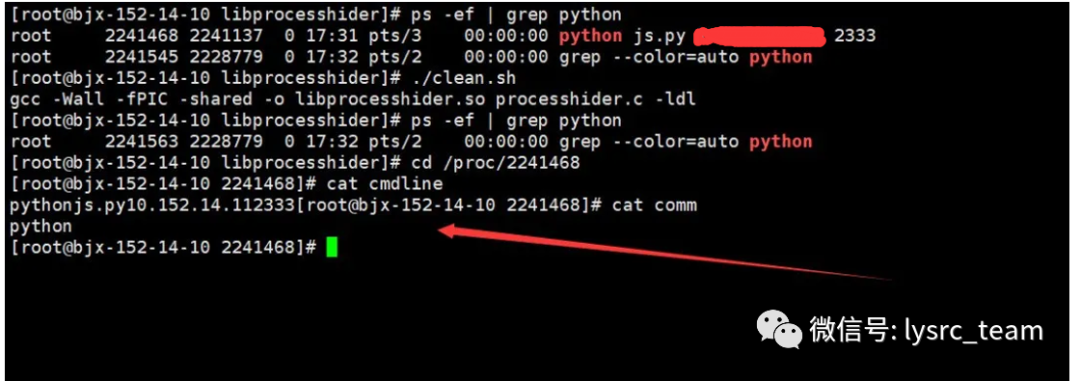 [root@bjx-152-14-10 libprocesshider]# ps -ef | grep python
root     2241468 2241137  0 17:31 pts/3    00:00:00 python js.py 2333
root     2241545 2228779  0 17:32 pts/2    00:00:00 grep --color=auto python
[root@bjx-152-14-10 libprocesshider]# ./clean.sh
gcc -Wall -fPIC -shared -o libprocesshider.so processhider.c -ldl
[root@bjx-152-14-10 libprocesshider]# ps -ef | grep python
root     2241563 2228779  0 17:32 pts/2    00:00:00 grep --color=auto python
[root@bjx-152-14-10 libprocesshider]# cd /proc/2241468
[root@bjx-152-14-10 2241468]# cat cmdline
pythonjs.py10.152.14.112333[root@bjx-152-14-10 2241468]# cat comm
python
[root@bjx-152-14-10 2241468]#
微信号: lysrc_team